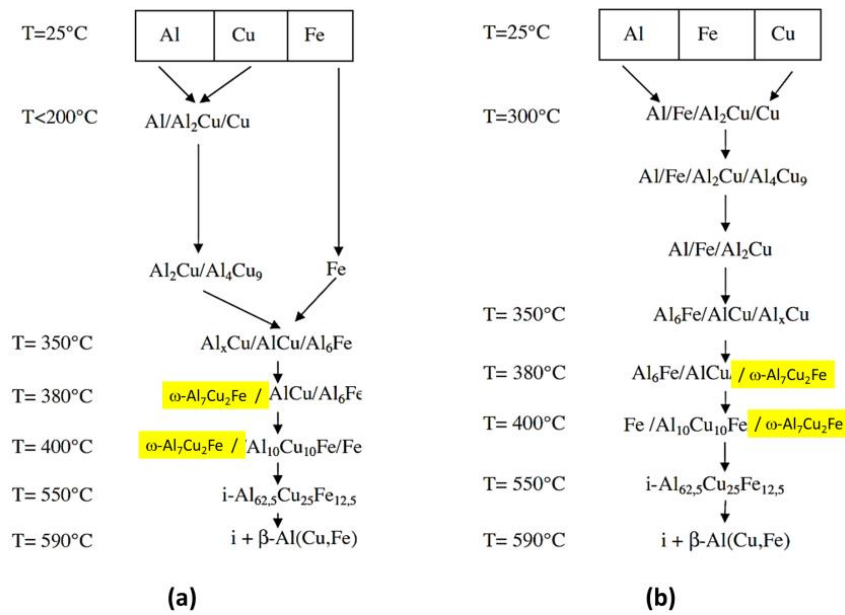 T=25°C Al Cu Fe
T<200°C Al/Al₂Cu/Cu
Al₂Cu/Al₄Cu₉ Fe
T= 350°C AlₓCu/AlCu/Al₆Fe
T= 380°C ω-Al₇Cu₂Fe / AlCu/Al₆Fe
T= 400°C ω-Al₇Cu₂Fe / /Al₁₀Cu₁₀Fe/Fe
T= 550°C i-Al₆₂,₅Cu₂₅Fe₁₂,₅
T= 590°C i + β-Al(Cu,Fe)
(a)
T=25°C Al Fe Cu
T=300°C Al/Fe/Al₂Cu/Cu
Al/Fe/Al₂Cu/Al₄Cu₉
Al/Fe/Al₂Cu
T= 350°C Al₆Fe/AlCu/AlₓCu
T= 380°C Al₆Fe/AlCu/ / ω-Al₇Cu₂Fe
T= 400°C Fe /Al₁₀Cu₁₀Fe / ω-Al₇Cu₂Fe
T= 550°C i-Al₆₂,₅Cu₂₅Fe₁₂,₅
T= 590°C i + β-Al(Cu,Fe)
(b)